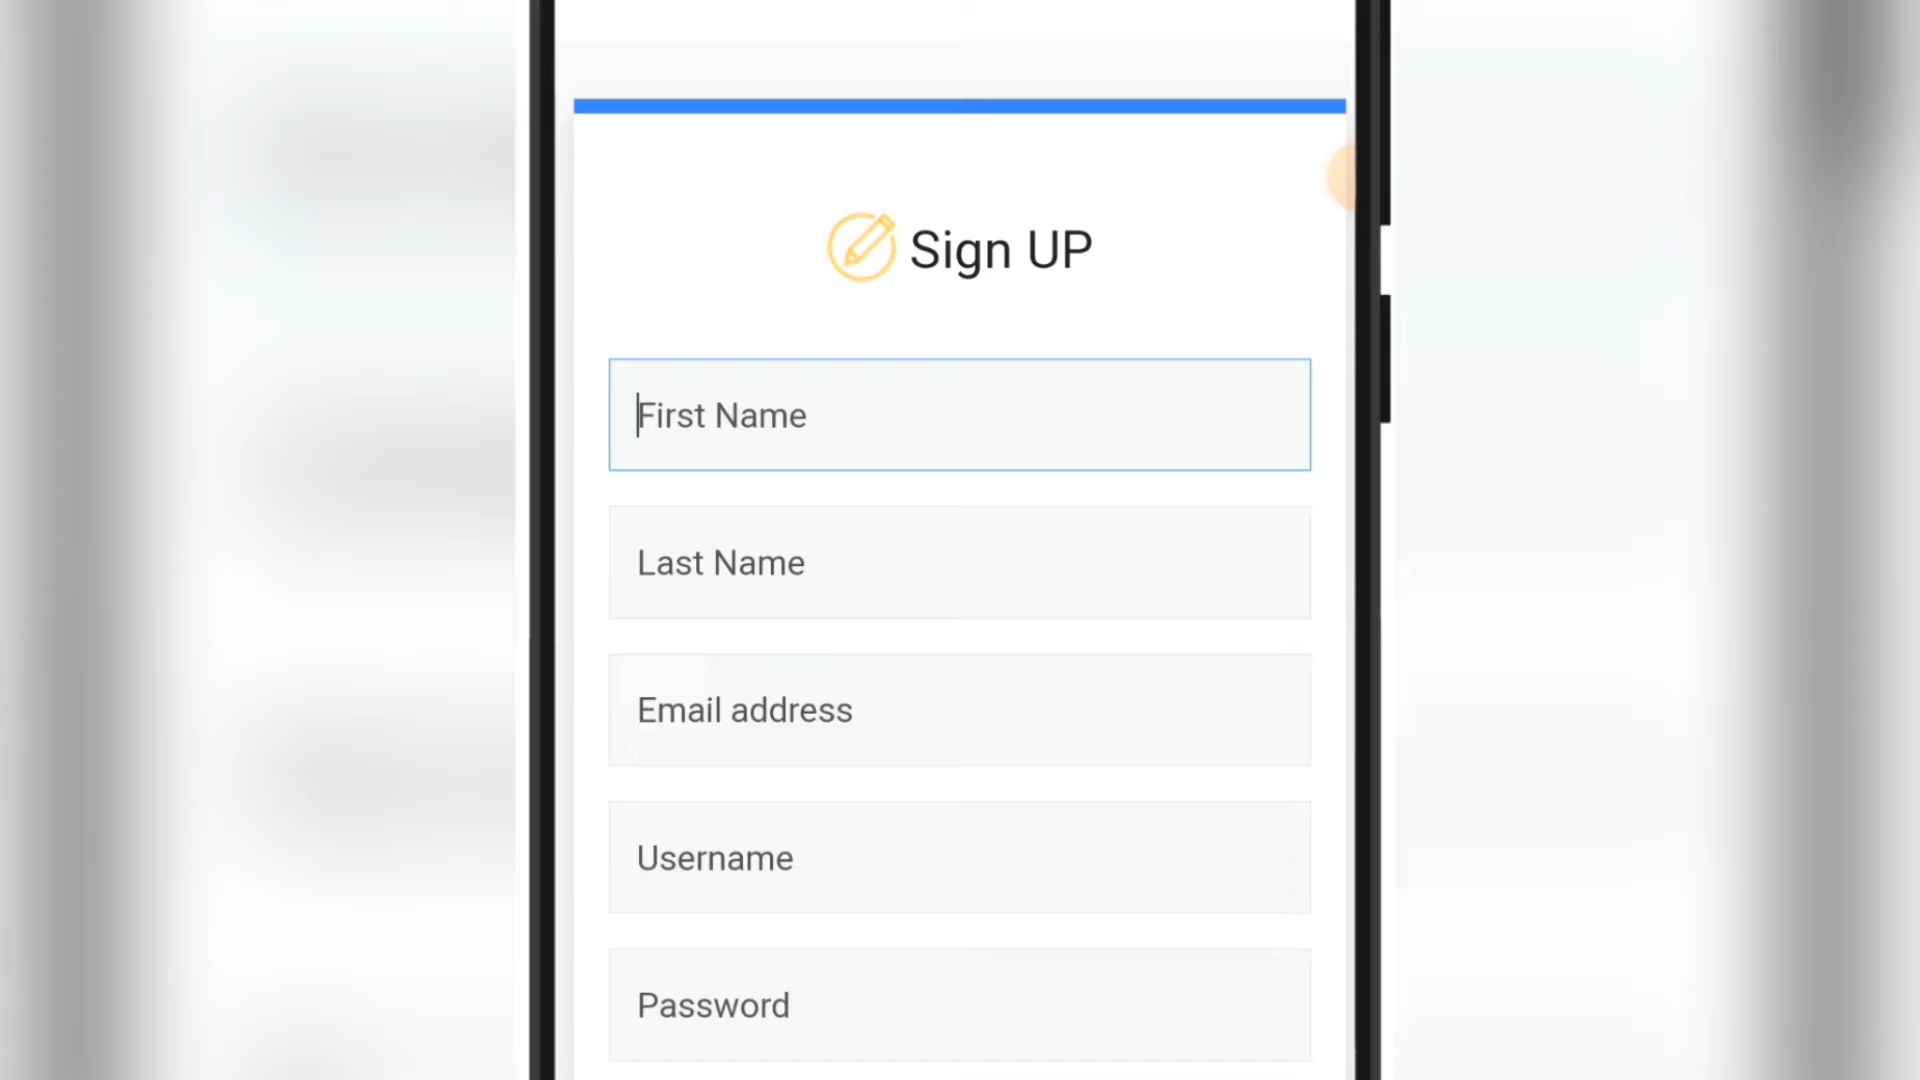 Sign UP
First Name
Last Name
Email address
Username
Password